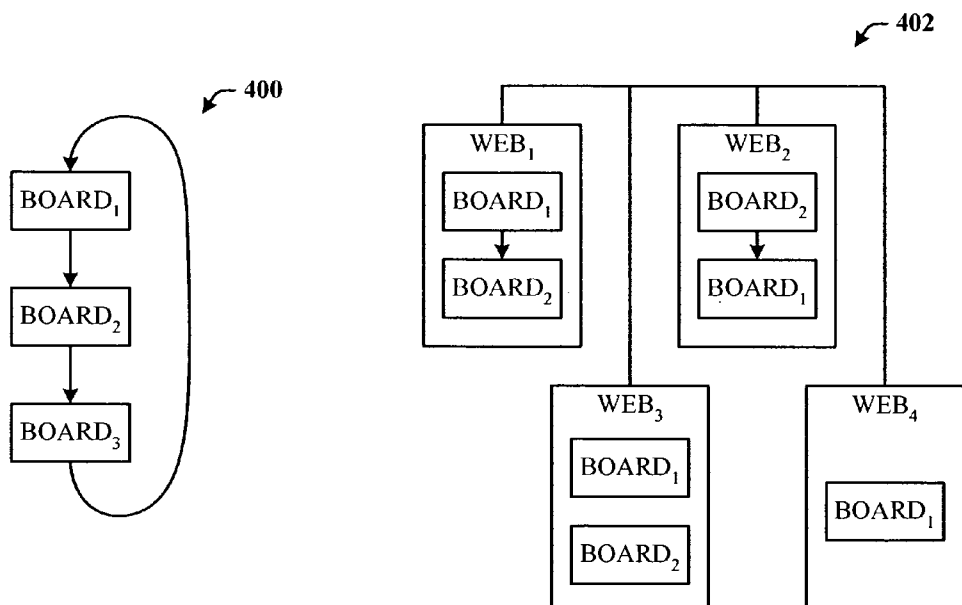 400
BOARD₁
BOARD₂
BOARD₃
402
WEB₁
BOARD₁
BOARD₂
WEB₂
BOARD₂
BOARD₁
WEB₃
BOARD₁
BOARD₂
WEB₄
BOARD₁